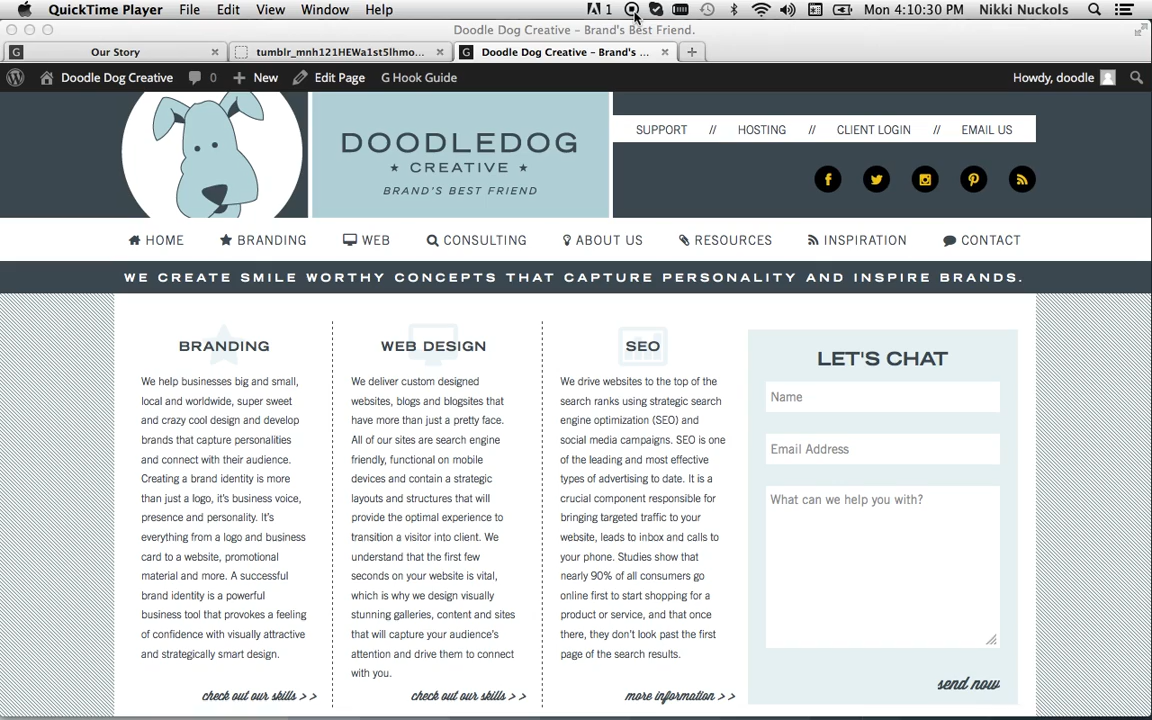 QuickTime Player File Edit View Window Help 1 Mon 4:10:30 PM Nikki Nuckols
Doodle Dog Creative – Brand's Best Friend.
G Our Story × tumblr_mnh121HEWa1st5lhmo... × G Doodle Dog Creative – Brand's ... × +
Doodle Dog Creative 0 + New Edit Page G Hook Guide Howdy, doodle
DOODLEDOG
★ CREATIVE ★
BRAND'S BEST FRIEND
SUPPORT // HOSTING // CLIENT LOGIN // EMAIL US
HOME BRANDING WEB CONSULTING ABOUT US RESOURCES INSPIRATION CONTACT
WE CREATE SMILE WORTHY CONCEPTS THAT CAPTURE PERSONALITY AND INSPIRE BRANDS.
BRANDING
We help businesses big and small,
local and worldwide, super sweet
and crazy cool design and develop
brands that capture personalities
and connect with their audience.
Creating a brand identity is more
than just a logo, it's business voice,
presence and personality. It's
everything from a logo and business
card to a website, promotional
material and more. A successful
brand identity is a powerful
business tool that provokes a feeling
of confidence with visually attractive
and strategically smart design.
check out our skills > >
WEB DESIGN
We deliver custom designed
websites, blogs and blogsites that
have more than just a pretty face.
All of our sites are search engine
friendly, functional on mobile
devices and contain a strategic
layouts and structures that will
provide the optimal experience to
transition a visitor into client. We
understand that the first few
seconds on your website is vital,
which is why we design visually
stunning galleries, content and sites
that will capture your audience's
attention and drive them to connect
with you.
check out our skills > >
SEO
We drive websites to the top of the
search ranks using strategic search
engine optimization (SEO) and
social media campaigns. SEO is one
of the leading and most effective
types of advertising to date. It is a
crucial component responsible for
bringing targeted traffic to your
website, leads to inbox and calls to
your phone. Studies show that
nearly 90% of all consumers go
online first to start shopping for a
product or service, and that once
there, they don't look past the first
page of the search results.
more information > >
LET'S CHAT
Name
Email Address
What can we help you with?
send now